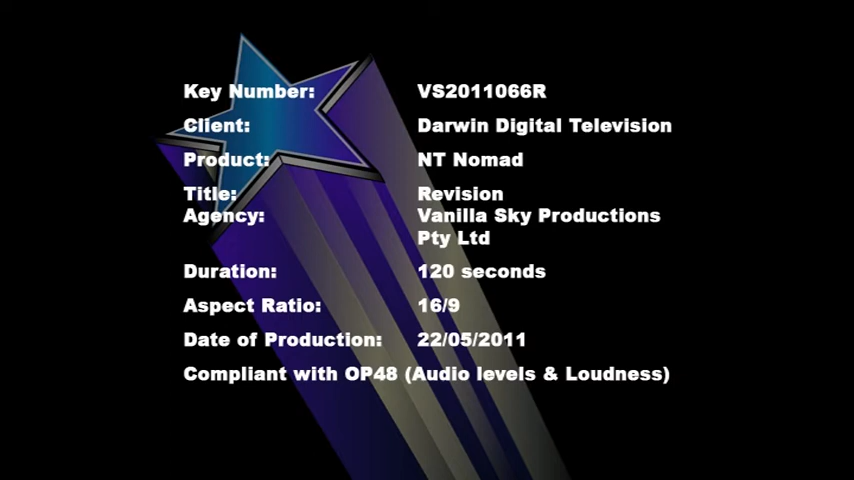 Key Number: VS2011066R
Client: Darwin Digital Television
Product: NT Nomad
Title: Revision
Agency: Vanilla Sky Productions
Pty Ltd
Duration: 120 seconds
Aspect Ratio: 16/9
Date of Production: 22/05/2011
Compliant with OP48 (Audio levels & Loudness)